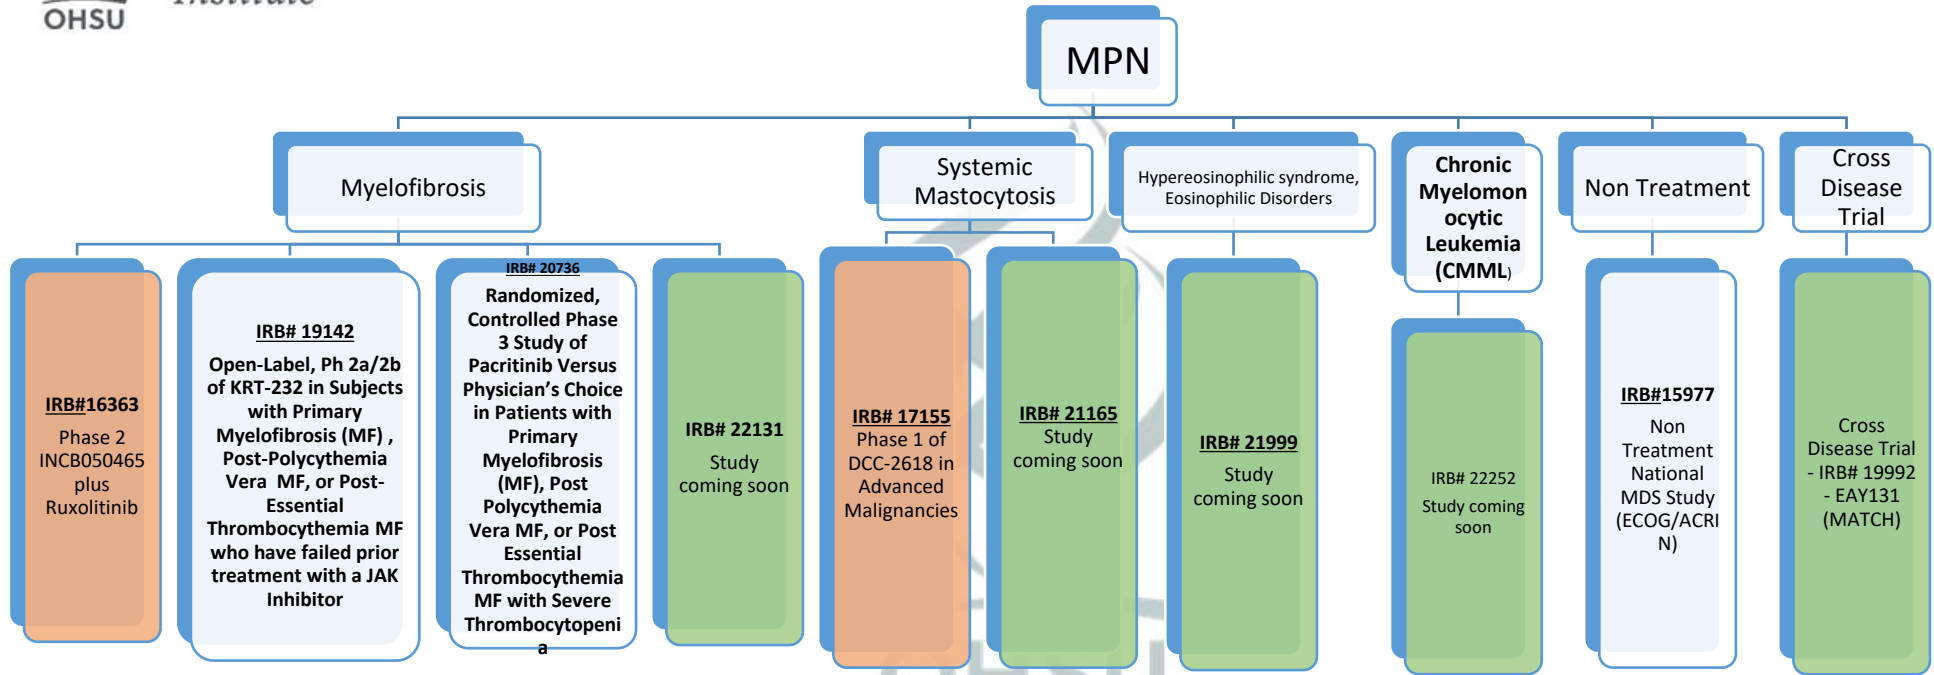 OHSU
Institute
MPN
Myelofibrosis
Systemic
Mastocytosis
Hypereosinophilic syndrome,
Eosinophilic Disorders
Chronic
Myelomon
ocytic
Leukemia
(CMML)
Non Treatment
Cross
Disease
Trial
IRB#16363
Phase 2
INCB050465
plus
Ruxolitinib
IRB# 19142
Open-Label, Ph 2a/2b
of KRT-232 in Subjects
with Primary
Myelofibrosis (MF) ,
Post-Polycythemia
Vera MF, or Post-
Essential
Thrombocythemia MF
who have failed prior
treatment with a JAK
Inhibitor
IRB# 20736
Randomized,
Controlled Phase
3 Study of
Pacritinib Versus
Physician's Choice
in Patients with
Primary
Myelofibrosis
(MF), Post
Polycythemia
Vera MF, or Post
Essential
Thrombocythemia
MF with Severe
Thrombocytopeni
a
IRB# 22131
Study
coming soon
IRB# 17155
Phase 1 of
DCC-2618 in
Advanced
Malignancies
IRB# 21165
Study
coming soon
IRB# 21999
Study
coming soon
IRB# 22252
Study coming
soon
IRB#15977
Non
Treatment
National
MDS Study
(ECOG/ACRI
N)
Cross
Disease Trial
- IRB# 19992
- EAY131
(MATCH)
OHSU